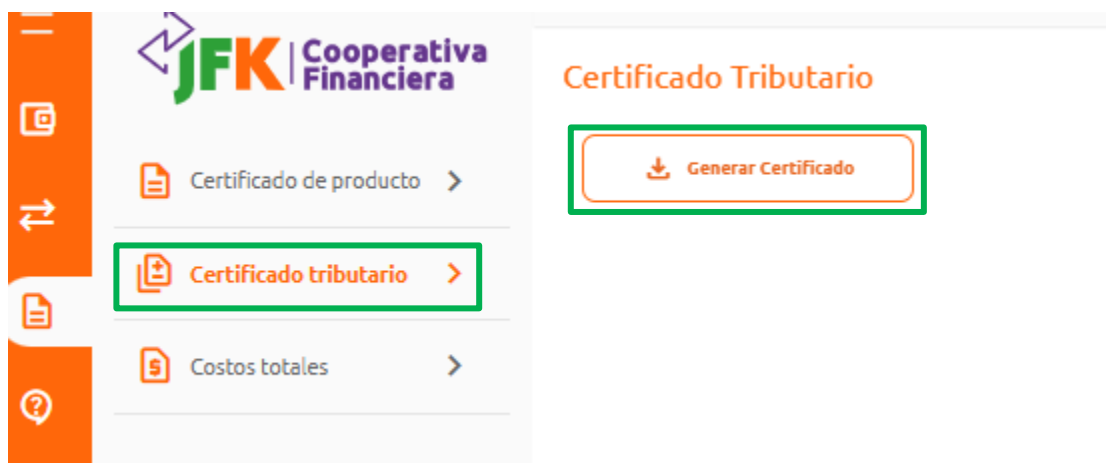 JFK Cooperativa
Financiera
Certificado de producto
Certificado tributario
Costos totales
Certificado Tributario
Generar Certificado